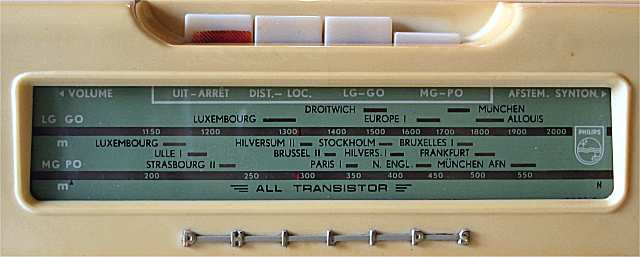 VOLUME UIT-ARRÊT DIST.-LOC. LG-GO MG-PO AFSTEM. SYNTON.
DROITWICH MÜNCHEN
LG GO LUXEMBOURG EUROPE I ALLOUIS
1150 1200 1300 1400 1500 1600 1700 1800 1900 2000
m LUXEMBOURG HILVERSUM II STOCKHOLM BRUXELLES I PHILIPS
LILLE I BRUSSEL II HILVERS. I FRANKFURT
MG PO STRASBOURG II PARIS I N. ENGL. MÜNCHEN AFN
200 250 300 350 400 450 500 550
m ALL TRANSISTOR N
PHILIPS